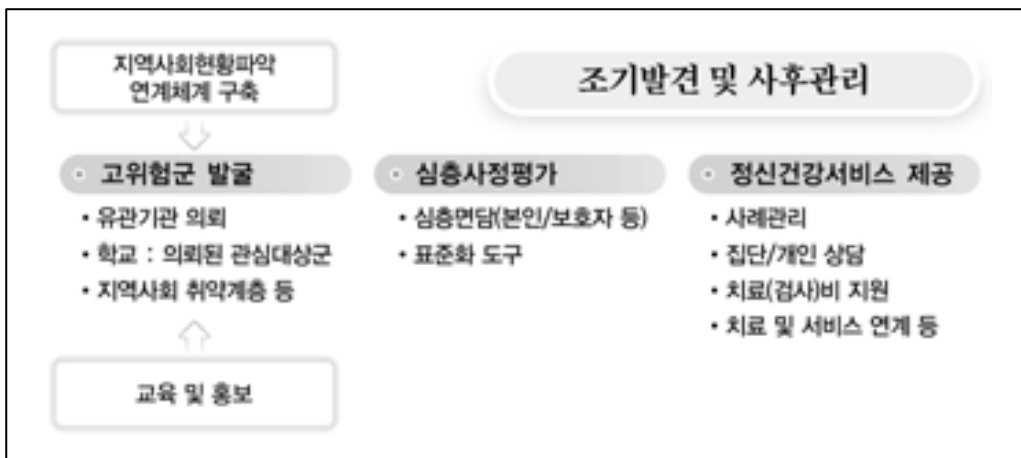 지역사회현황파악
연계체계 구축
조기발견 및 사후관리
고위험군 발굴
• 유관기관 의뢰
• 학교 : 의뢰된 관심대상군
• 지역사회 취약계층 등
심층사정평가
• 심층면담(본인/보호자 등)
• 표준화 도구
정신건강서비스 제공
• 사례관리
• 집단/개인 상담
• 치료(검사)비 지원
• 치료 및 서비스 연계 등
교육 및 홍보